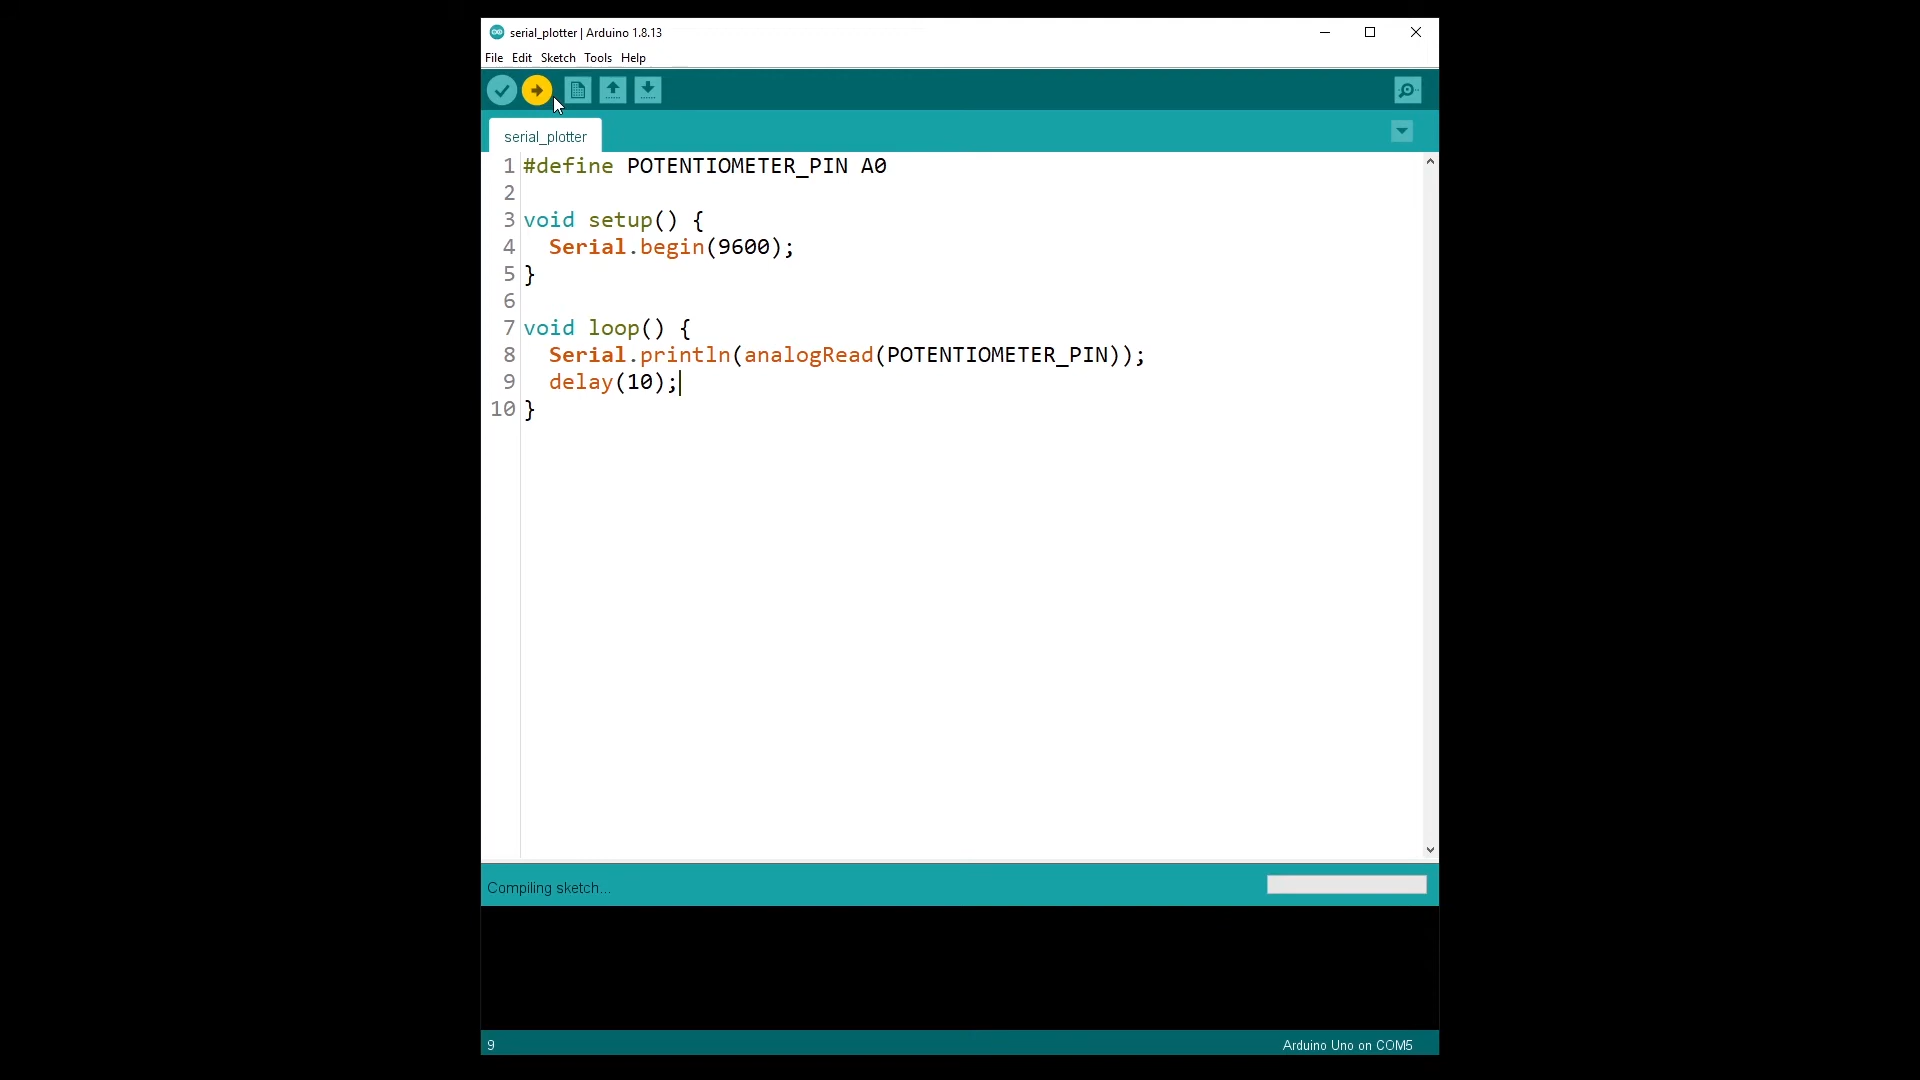 serial_plotter | Arduino 1.8.13
File Edit Sketch Tools Help
serial_plotter
1 #define POTENTIOMETER_PIN A0
2
3 void setup() {
4   Serial.begin(9600);
5 }
6
7 void loop() {
8   Serial.println(analogRead(POTENTIOMETER_PIN));
9   delay(10);
10 }
Compiling sketch...
9 Arduino Uno on COM5